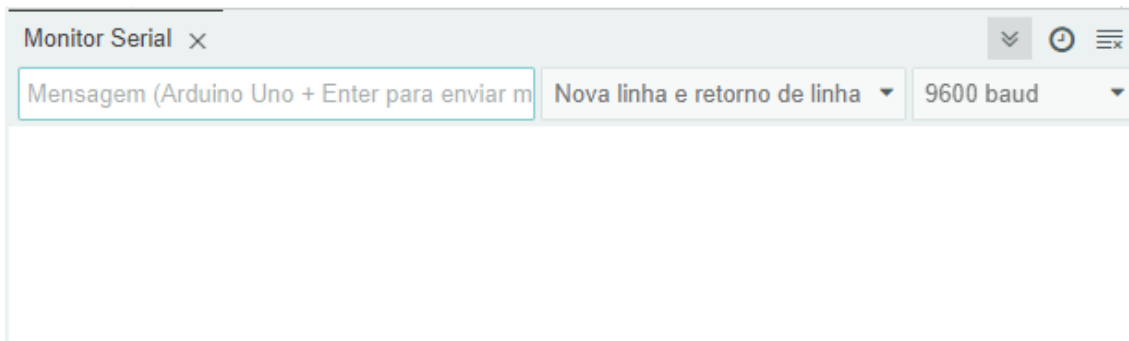 Monitor Serial
Mensagem (Arduino Uno + Enter para enviar m
Nova linha e retorno de linha
9600 baud